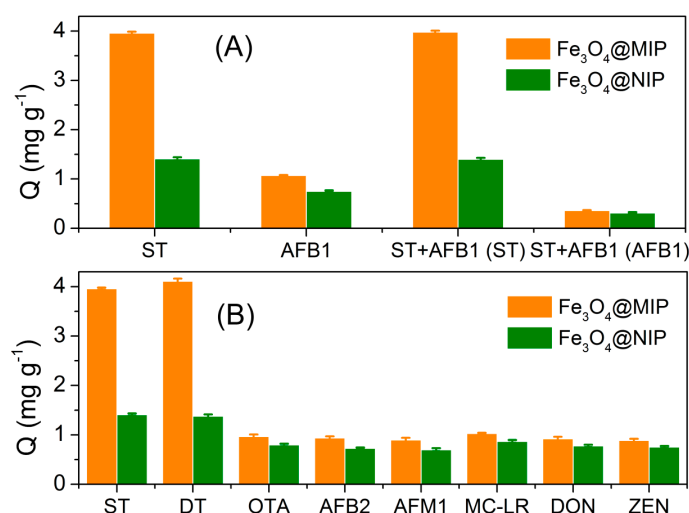 (A)
Fe3O4@MIP
Fe3O4@NIP
Q (mg g-1)
4
3
2
1
0
ST AFB1 ST+AFB1 (ST) ST+AFB1 (AFB1)
(B)
Fe3O4@MIP
Fe3O4@NIP
Q (mg g-1)
4
3
2
1
0
ST DT OTA AFB2 AFM1 MC-LR DON ZEN